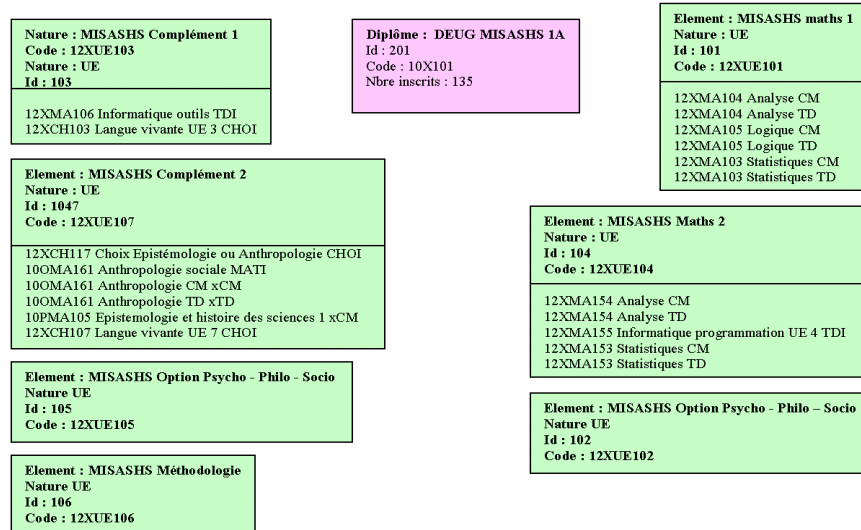 Nature : MISASHS Complément 1
Code : 12XUE103
Nature : UE
Id : 103
12XMA106 Informatique outils TDI
12XCH103 Langue vivante UE 3 CHOI
Diplôme : DEUG MISASHS 1A
Id : 201
Code : 10X101
Nbre inscrits : 135
Element : MISASHS maths 1
Nature : UE
Id : 101
Code : 12XUE101
12XMA104 Analyse CM
12XMA104 Analyse TD
12XMA105 Logique CM
12XMA105 Logique TD
12XMA103 Statistiques CM
12XMA103 Statistiques TD
Element : MISASHS Complément 2
Nature : UE
Id : 1047
Code : 12XUE107
12XCH117 Choix Epistémologie ou Anthropologie CHOI
10OMA161 Anthropologie sociale MATI
10OMA161 Anthropologie CM xCM
10OMA161 Anthropologie TD xTD
10PMA105 Epistemologie et histoire des sciences 1 xCM
12XCH107 Langue vivante UE 7 CHOI
Element : MISASHS Maths 2
Nature : UE
Id : 104
Code : 12XUE104
12XMA154 Analyse CM
12XMA154 Analyse TD
12XMA155 Informatique programmation UE 4 TDI
12XMA153 Statistiques CM
12XMA153 Statistiques TD
Element : MISASHS Option Psycho - Philo - Socio
Nature UE
Id : 105
Code : 12XUE105
Element : MISASHS Option Psycho - Philo – Socio
Nature UE
Id : 102
Code : 12XUE102
Element : MISASHS Méthodologie
Nature UE
Id : 106
Code : 12XUE106